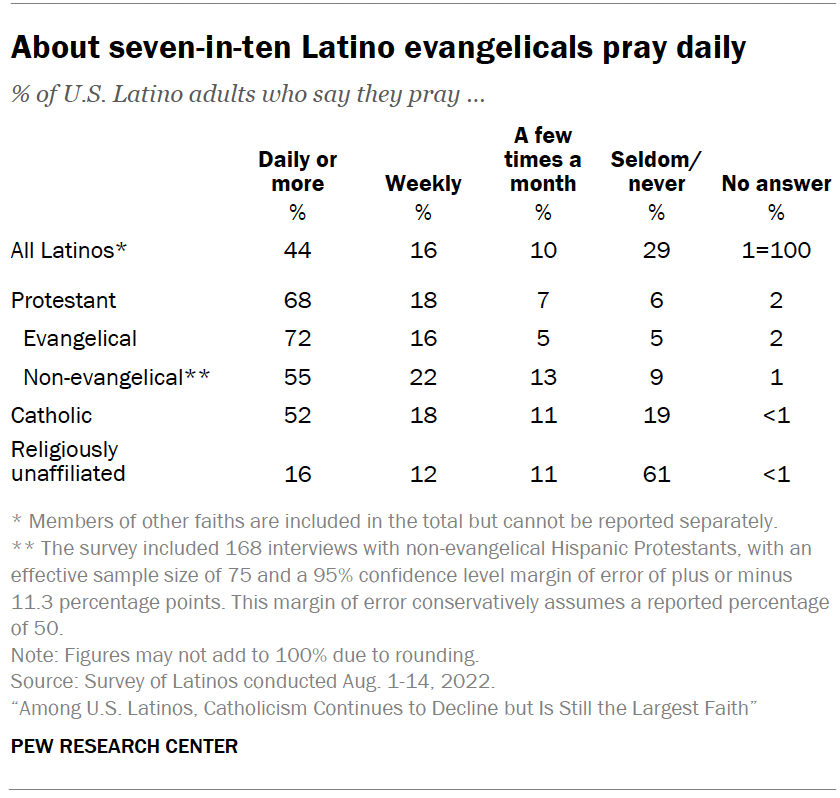 About seven-in-ten Latino evangelicals pray daily
% of U.S. Latino adults who say they pray ...
Daily or more Weekly A few times a month Seldom/ never No answer
% % % % %
All Latinos* 44 16 10 29 1=100
Protestant 68 18 7 6 2
Evangelical 72 16 5 5 2
Non-evangelical** 55 22 13 9 1
Catholic 52 18 11 19 <1
Religiously
unaffiliated 16 12 11 61 <1
* Members of other faiths are included in the total but cannot be reported separately.
** The survey included 168 interviews with non-evangelical Hispanic Protestants, with an
effective sample size of 75 and a 95% confidence level margin of error of plus or minus
11.3 percentage points. This margin of error conservatively assumes a reported percentage
of 50.
Note: Figures may not add to 100% due to rounding.
Source: Survey of Latinos conducted Aug. 1-14, 2022.
“Among U.S. Latinos, Catholicism Continues to Decline but Is Still the Largest Faith”
PEW RESEARCH CENTER